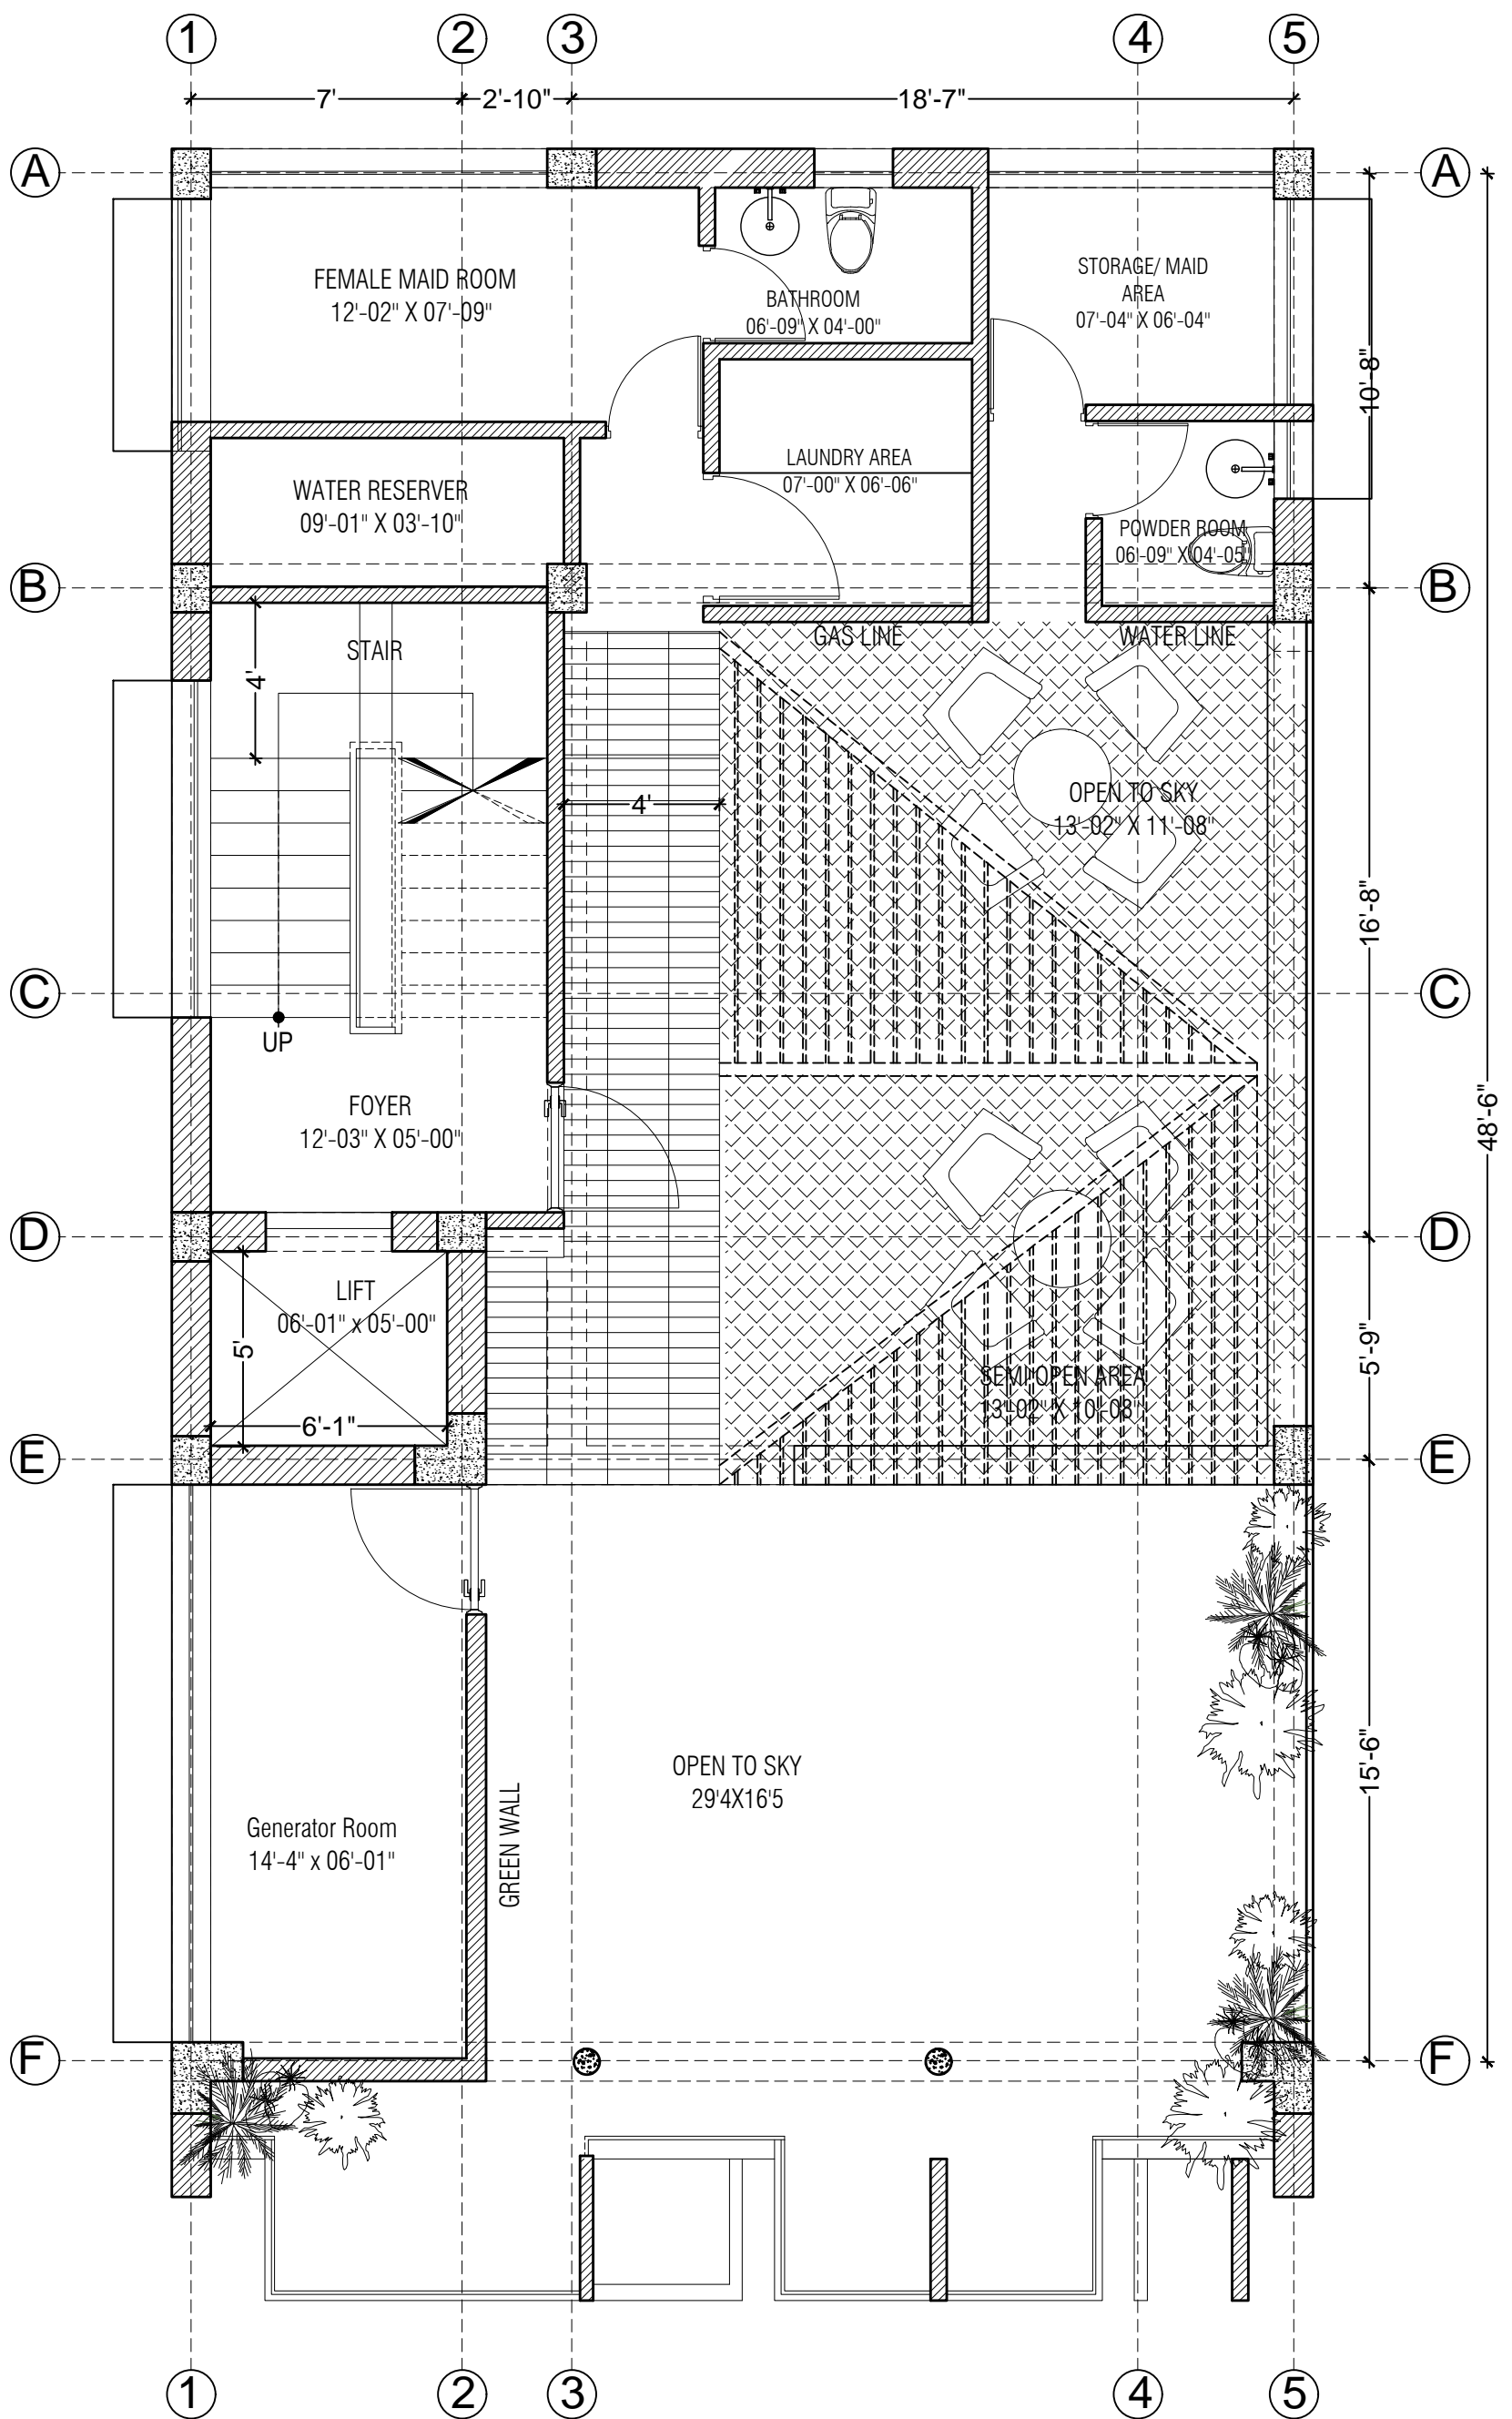 1 2 3 4 5
7' 2'-10" 18'-7"
A A
FEMALE MAID ROOM
12'-02" X 07'-09"
BATHROOM
06'-09" X 04'-00"
STORAGE/ MAID
AREA
07'-04" X 06'-04"
10'-8"
WATER RESERVER
09'-01" X 03'-10"
LAUNDRY AREA
07'-00" X 06'-06"
POWDER ROOM
06'-09" X 04'-05"
B B
STAIR
4'
GAS LINE
WATER LINE
4'
OPEN TO SKY
13'-02" X 11'-08"
16'-8"
C C
UP
FOYER
12'-03" X 05'-00"
48'-6"
D D
LIFT
06'-01" x 05'-00"
5'
6'-1"
SEMI OPEN AREA
13'-02" X 10'-08"
5'-9"
E E
OPEN TO SKY
29'4X16'5
Generator Room
14'-4" x 06'-01"
GREEN WALL
15'-6"
F F
1 2 3 4 5